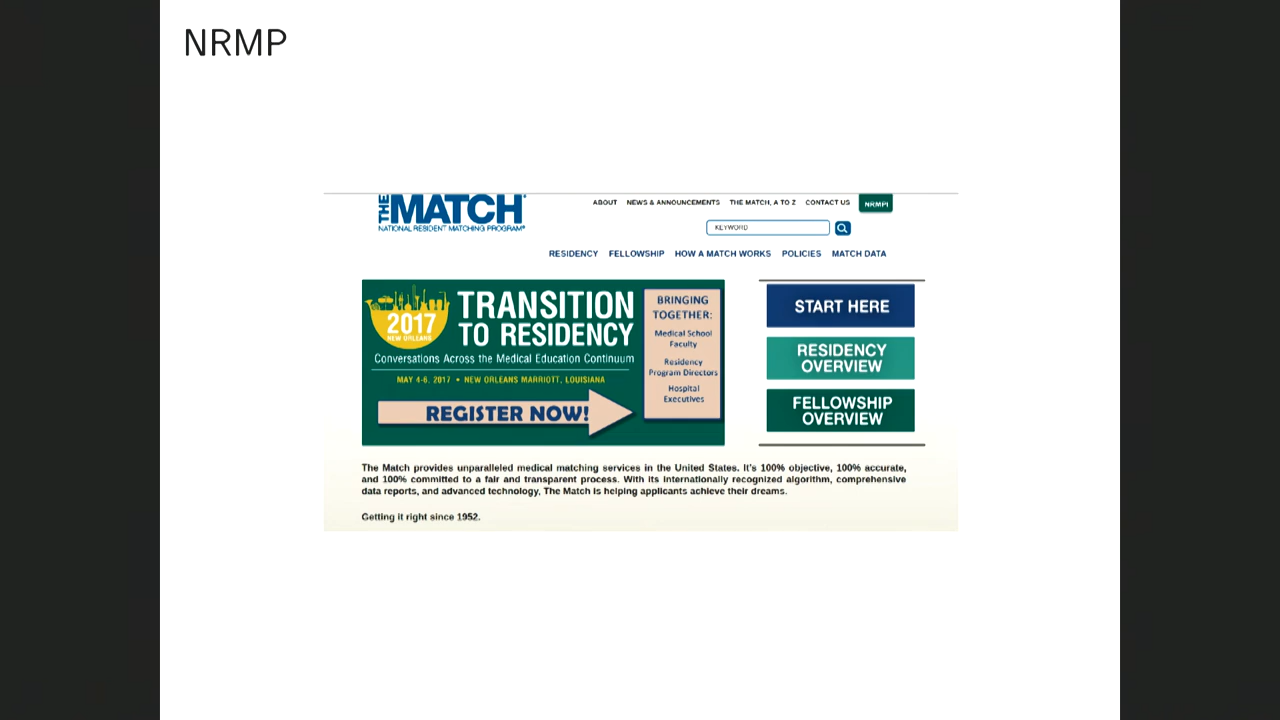 NRMP
THE MATCH
NATIONAL RESIDENT MATCHING PROGRAM®
ABOUT NEWS & ANNOUNCEMENTS THE MATCH, A TO Z CONTACT US NRMP!
KEYWORD
RESIDENCY FELLOWSHIP HOW A MATCH WORKS POLICIES MATCH DATA
2017
NEW ORLEANS
TRANSITION
TO RESIDENCY
Conversations Across the Medical Education Continuum
MAY 4-6, 2017 • NEW ORLEANS MARRIOTT, LOUISIANA
REGISTER NOW!
BRINGING
TOGETHER:
Medical School
Faculty
Residency
Program Directors
Hospital
Executives
START HERE
RESIDENCY
OVERVIEW
FELLOWSHIP
OVERVIEW
The Match provides unparalleled medical matching services in the United States. It's 100% objective, 100% accurate,
and 100% committed to a fair and transparent process. With its internationally recognized algorithm, comprehensive
data reports, and advanced technology, The Match is helping applicants achieve their dreams.
Getting it right since 1952.